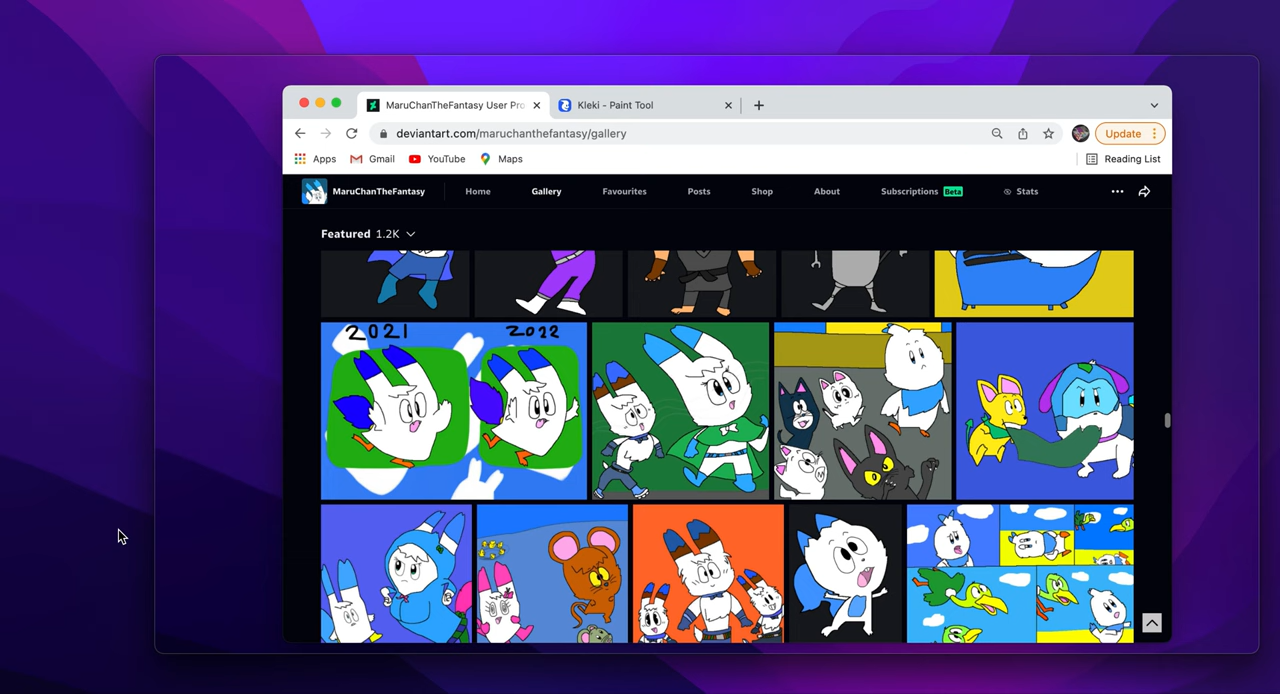 MaruChanTheFantasy User Pro
Kleki - Paint Tool
deviantart.com/maruchanthefantasy/gallery
Update
Apps
Gmail
YouTube
Maps
Reading List
MaruChanTheFantasy
Home
Gallery
Favourites
Posts
Shop
About
Subscriptions Beta
Stats
Featured 1.2K
2021
2022